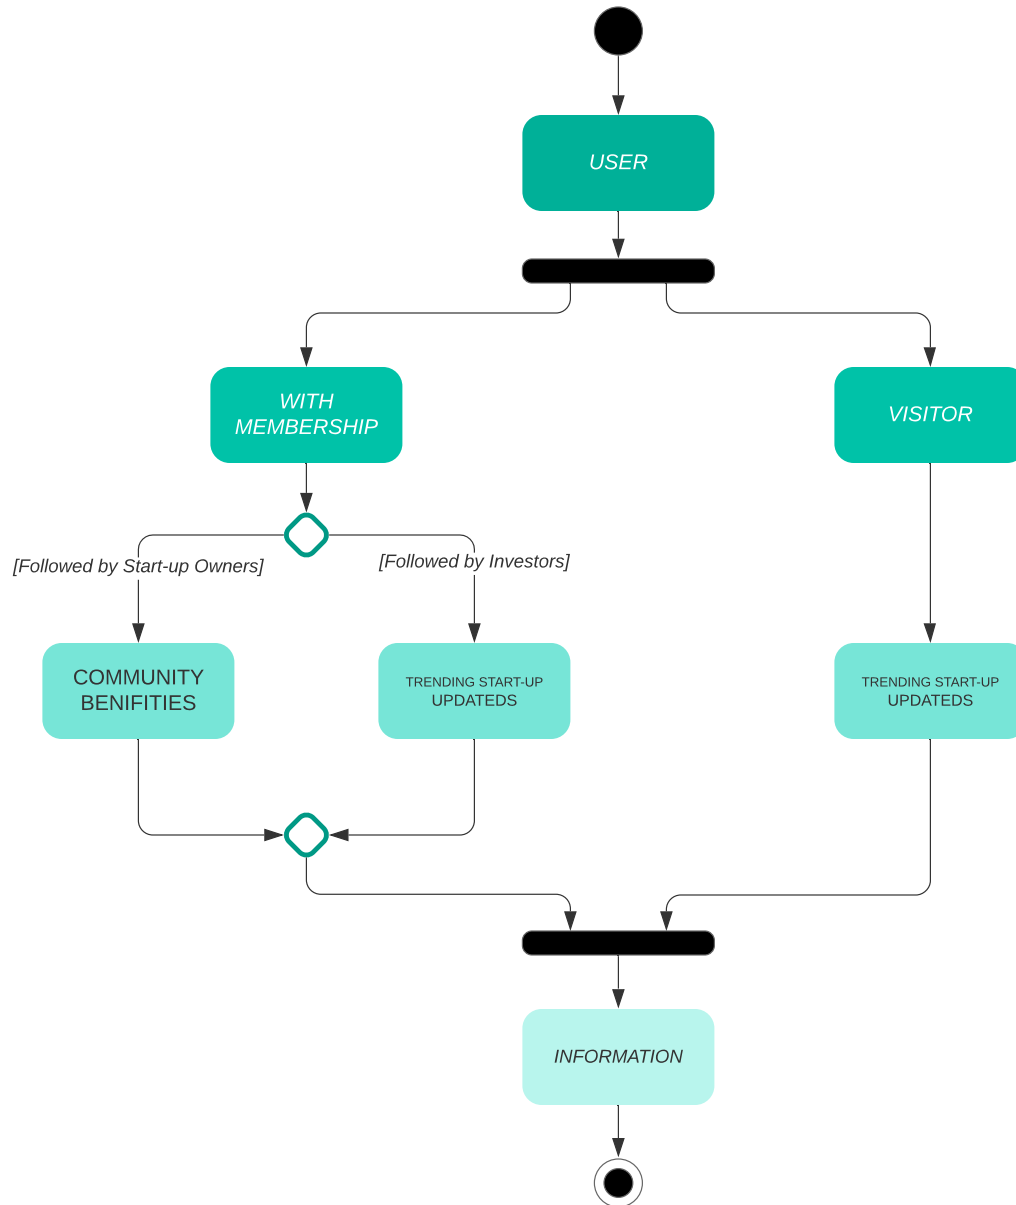 USER
WITH
MEMBERSHIP
VISITOR
[Followed by Start-up Owners]
[Followed by Investors]
COMMUNITY
BENIFITIES
TRENDING START-UP
UPDATEDS
TRENDING START-UP
UPDATEDS
INFORMATION